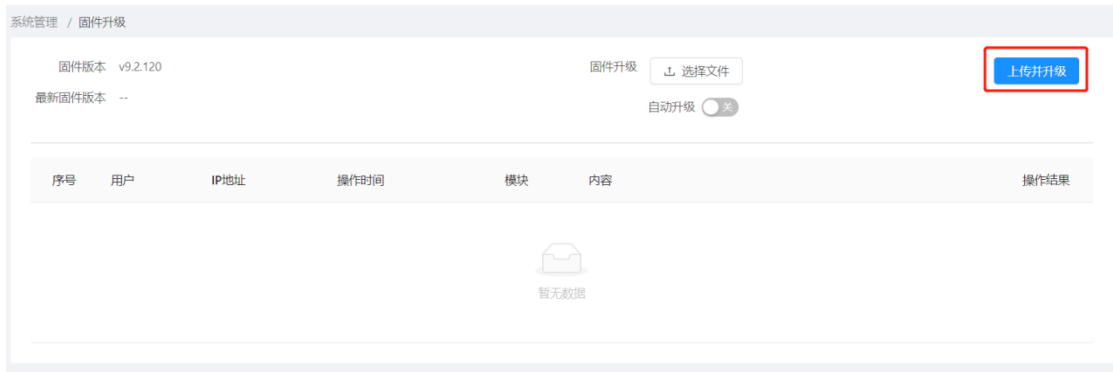 系统管理 / 固件升级
固件版本 v9.2.120 固件升级 选择文件 上传并升级
最新固件版本 -- 自动升级 关
序号 用户 IP地址 操作时间 模块 内容 操作结果
暂无数据